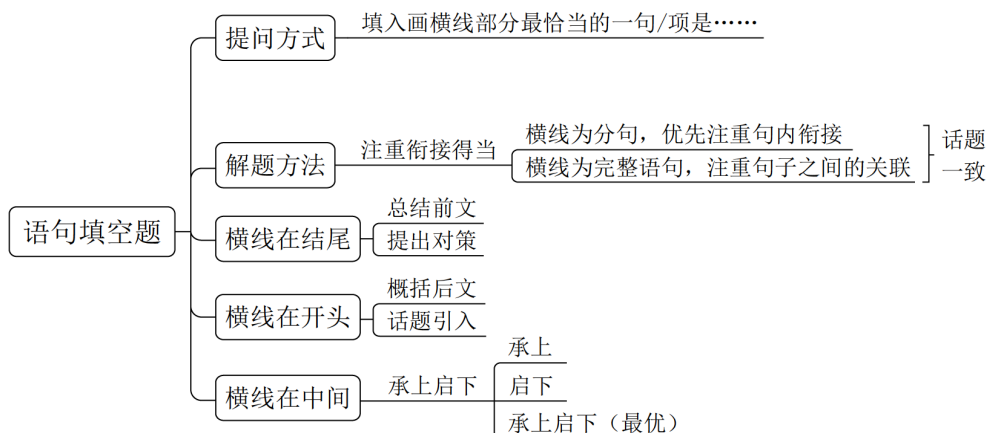 语句填空题
提问方式
填入画横线部分最恰当的一句/项是……
解题方法
注重衔接得当
横线为分句，优先注重句内衔接
横线为完整语句，注重句子之间的关联
话题
一致
横线在结尾
总结前文
提出对策
横线在开头
概括后文
话题引入
横线在中间
承上启下
承上
启下
承上启下（最优）